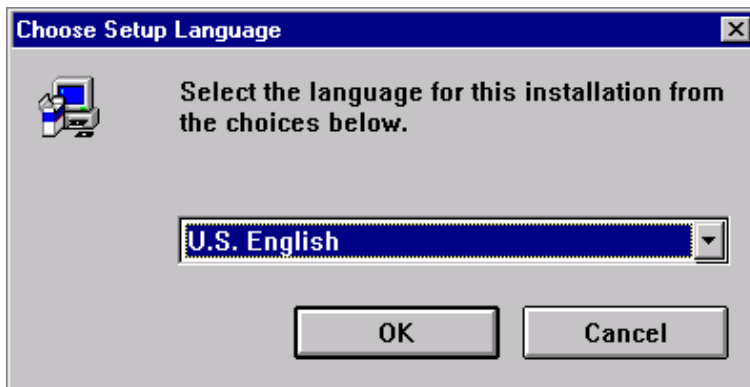 Choose Setup Language
Select the language for this installation from
the choices below.
U.S. English
OK
Cancel